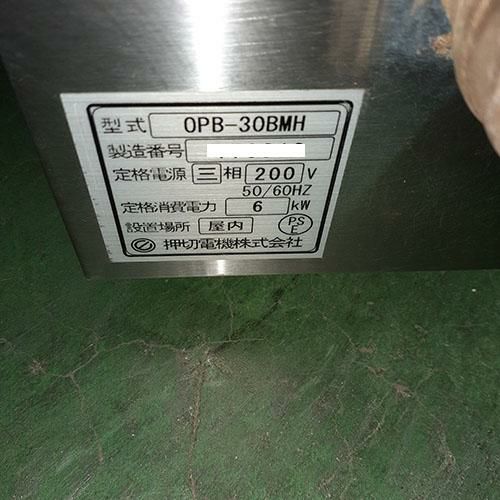 型式 OPB-30BMH
製造番号
定格電源 三相 200 V
50/60HZ
定格消費電力 6 kW
設置場所 屋内 PSE
押切電機株式会社